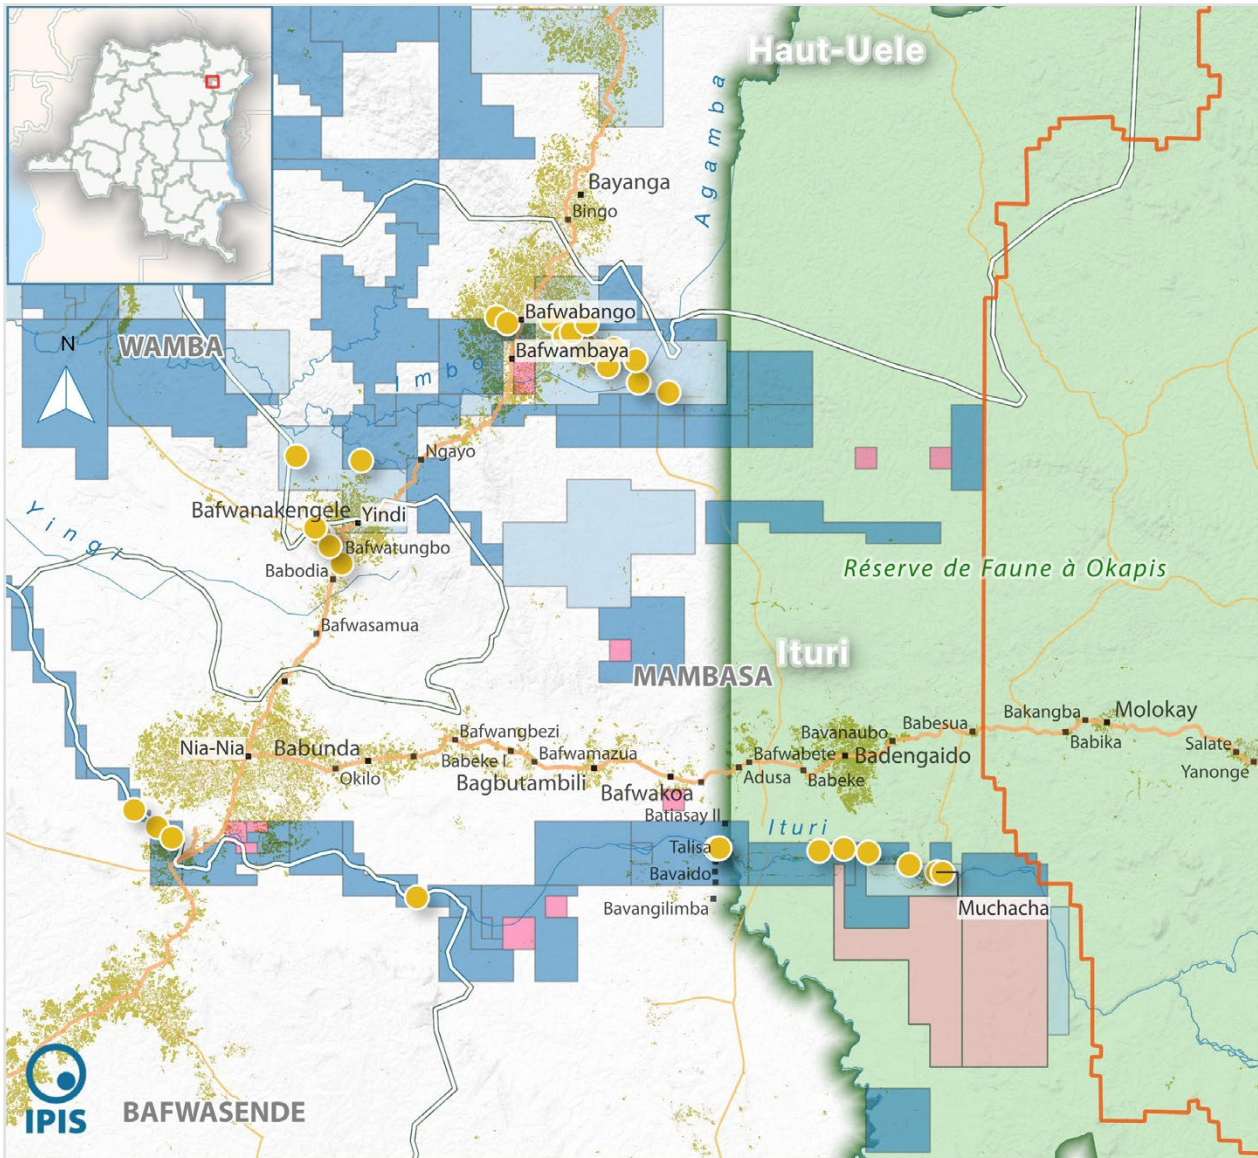 Haut-Uele
Agamba
Bayanga
Bingo
N
WAMBA
Bafwabango
Bafwambaya
Imbo
Ngayo
Bafwanakengele
Yindi
Yingi
Bafwatungbo
Babodia
Réserve de Faune à Okapis
Bafwasamua
Ituri
MAMBASA
Nia-Nia
Babunda
Bafwangbezi
Bavanaubo
Babesua
Bakangba
Molokay
Okilo
Babeke I
Bafwamazua
Bafwabete
Badengaido
Babika
Salate
Bagbutambili
Bafwakoa
Adusa
Babeke
Yanonge
Batiasay II
Ituri
Talisa
Bavaido
Bavangilimba
Muchacha
IPIS
BAFWASENDE